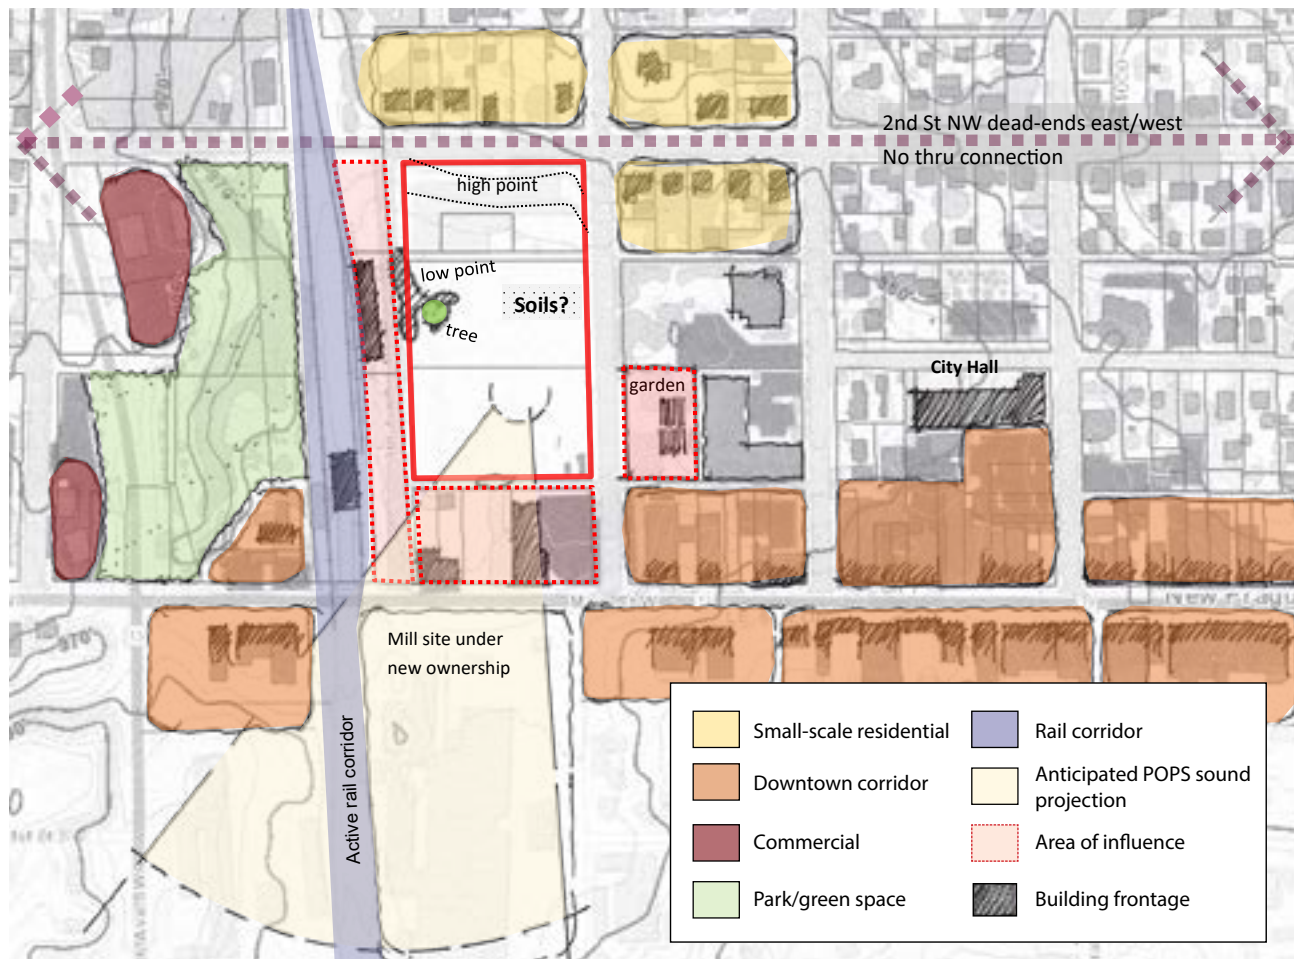 2nd St NW dead-ends east/west
No thru connection
high point
low point
Soils?
tree
garden
City Hall
Mill site under
new ownership
Active rail corridor
Small-scale residential
Downtown corridor
Commercial
Park/green space
Rail corridor
Anticipated POPS sound
projection
Area of influence
Building frontage